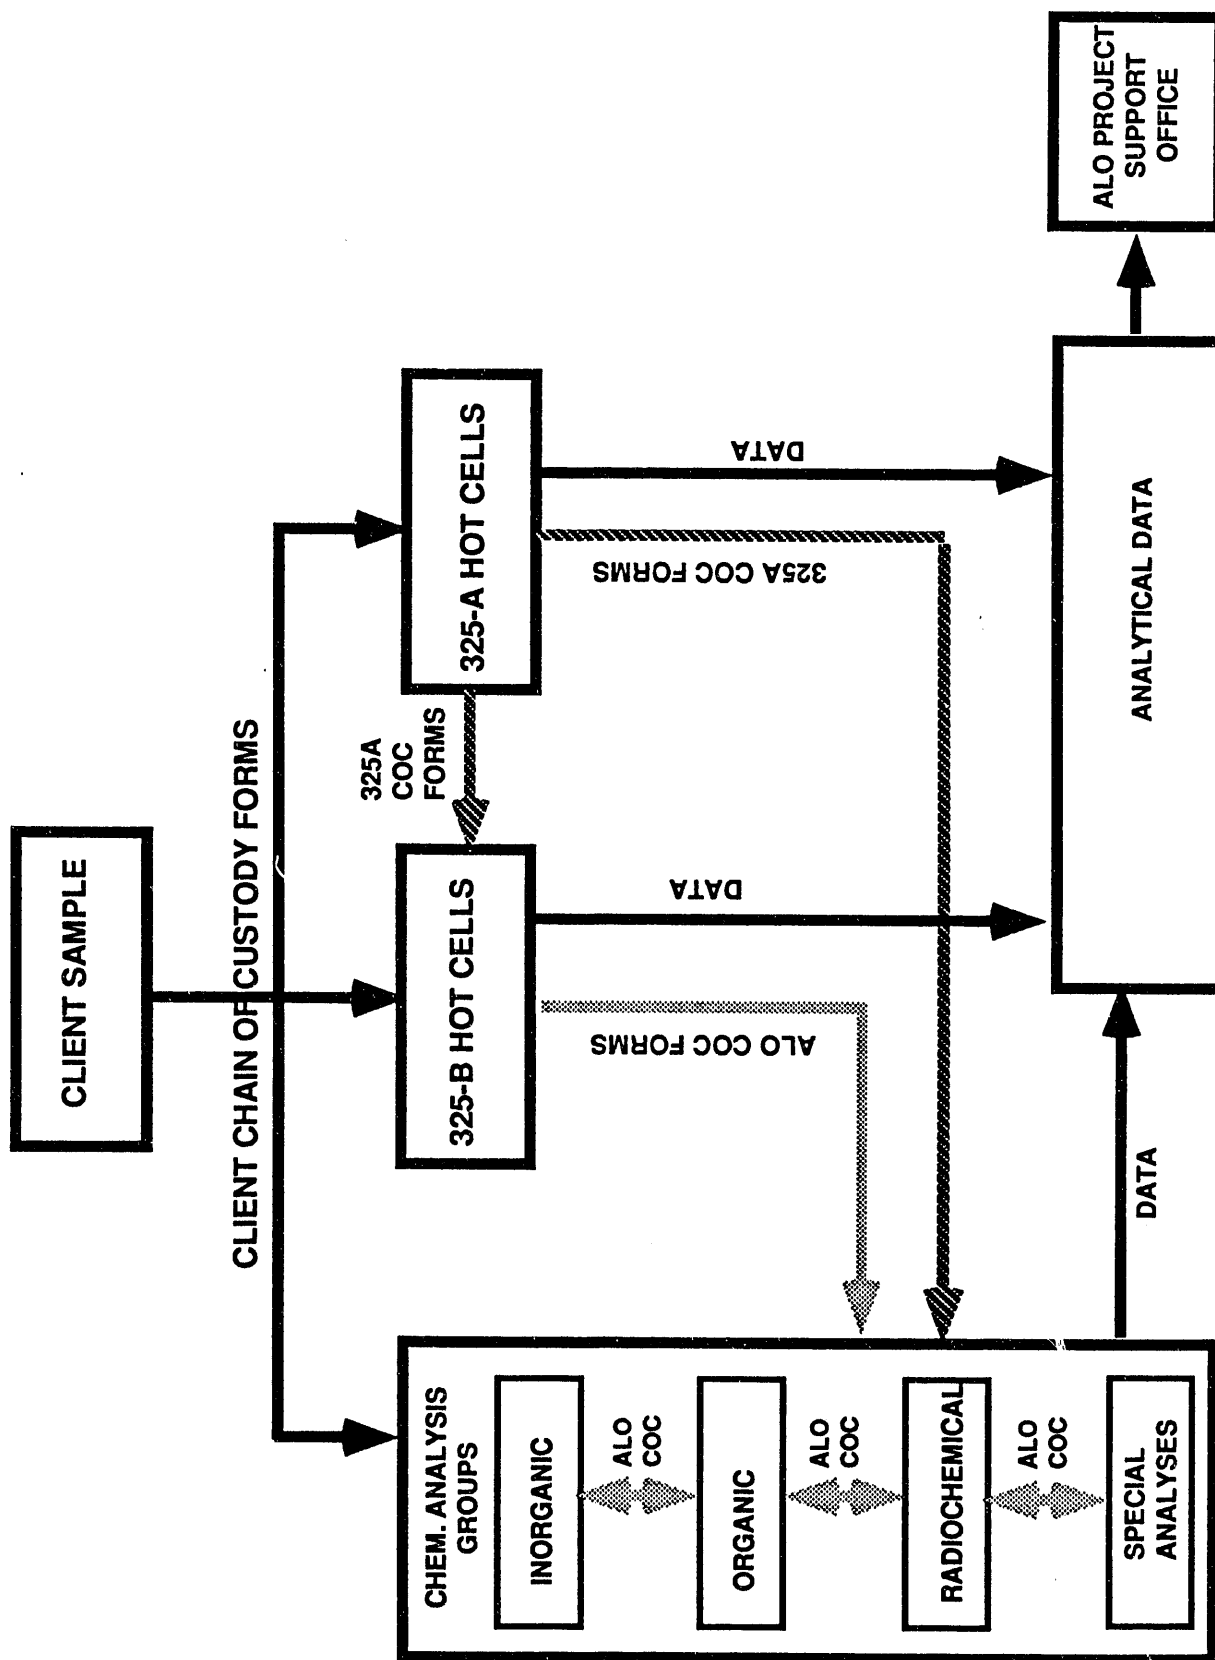 CLIENT SAMPLE
CLIENT CHAIN OF CUSTODY FORMS
CHEM. ANALYSIS
GROUPS
INORGANIC
ALO
COC
ORGANIC
ALO
COC
RADIOCHEMICAL
ALO
COC
SPECIAL
ANALYSES
325-B HOT CELLS
325A
COC
FORMS
325-A HOT CELLS
ALO COC FORMS
DATA
325A COC FORMS
DATA
DATA
ANALYTICAL DATA
ALO PROJECT
SUPPORT
OFFICE